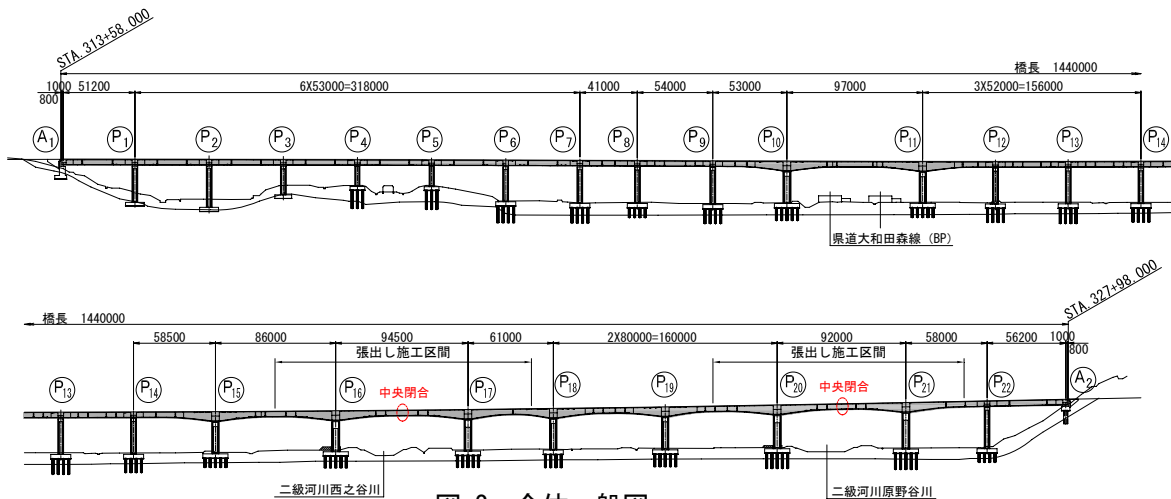 STA. 313+58.000
橋長 1440000
1000 51200 6X53000=318000 41000 54000 53000 97000 3X52000=156000
800
A1 P1 P2 P3 P4 P5 P6 P7 P8 P9 P10 P11 P12 P13 P14
県道大和田森線（BP）
STA. 327+98.000
橋長 1440000
58500 86000 94500 61000 2X80000=160000 92000 58000 56200 1000
800
張出し施工区間 張出し施工区間
P13 P14 P15 P16 中央閉合 P17 P18 P19 P20 中央閉合 P21 P22 A2
二級河川西之谷川 二級河川原野谷川